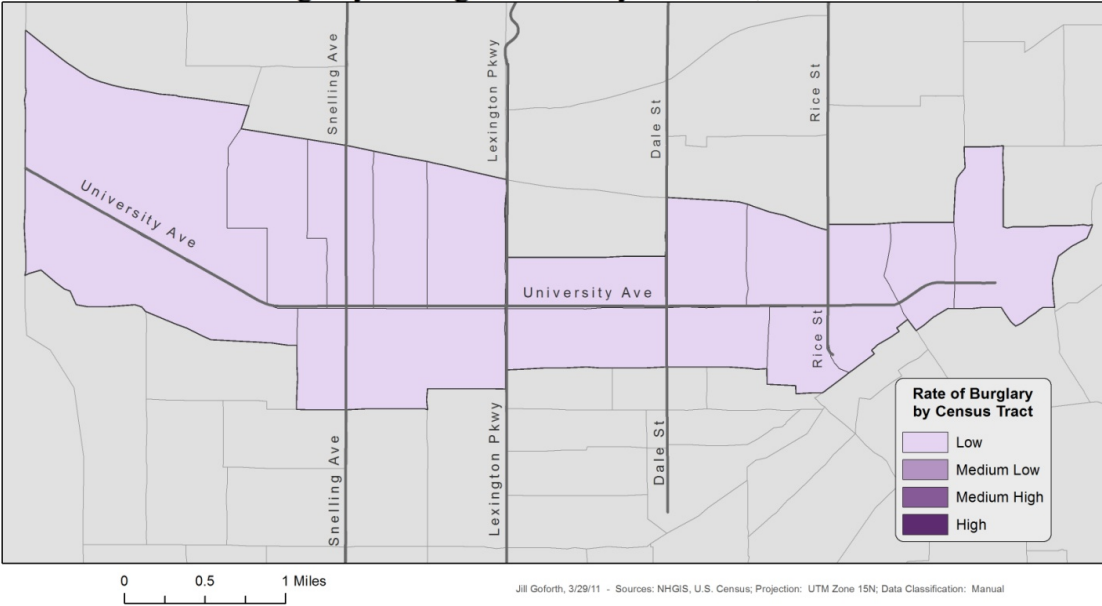 Snelling Ave
Lexington Pkwy
Dale St
Rice St
University Ave
University Ave
Rice St
Snelling Ave
Lexington Pkwy
Dale St
Rate of Burglary
by Census Tract
Low
Medium Low
Medium High
High
0 0.5 1 Miles
Jill Goforth, 3/29/11 - Sources: NHGIS, U.S. Census; Projection: UTM Zone 15N; Data Classification: Manual